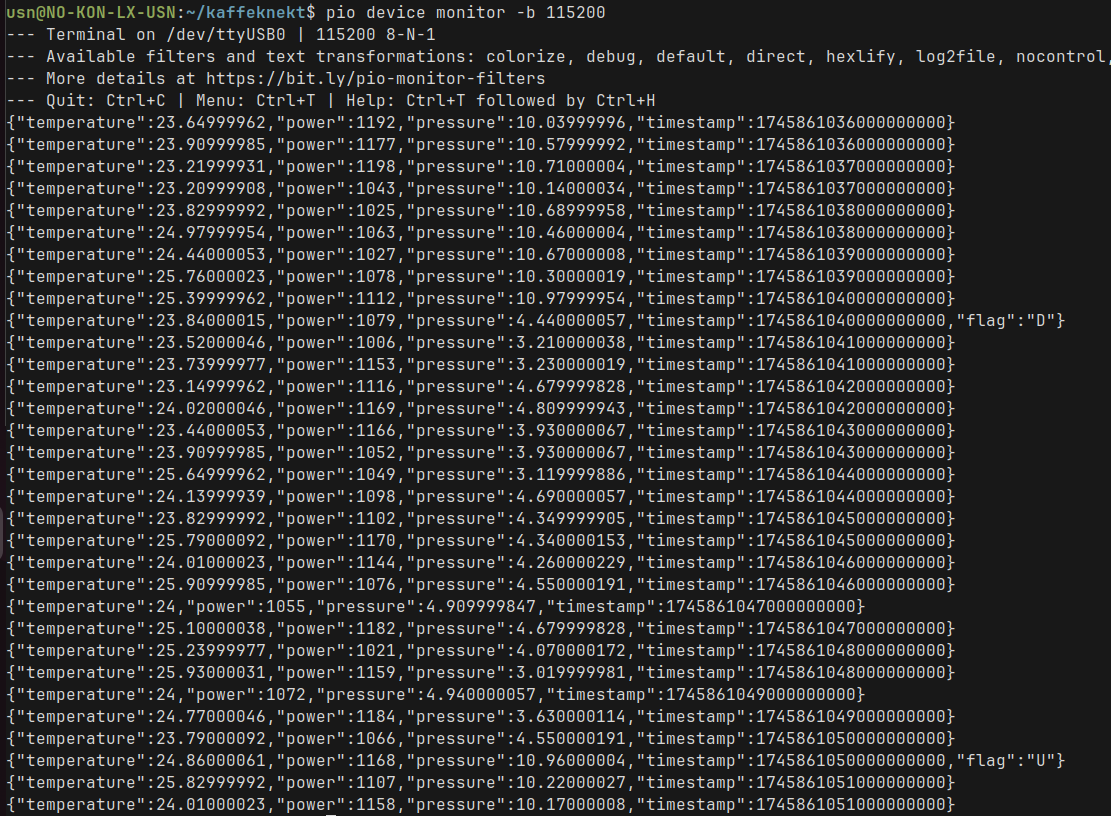 usn@NO-KON-LX-USN:~/kaffeknekt$ pio device monitor -b 115200
--- Terminal on /dev/ttyUSB0 | 115200 8-N-1
--- Available filters and text transformations: colorize, debug, default, direct, hexlify, log2file, nocontrol,
--- More details at https://bit.ly/pio-monitor-filters
--- Quit: Ctrl+C | Menu: Ctrl+T | Help: Ctrl+T followed by Ctrl+H
{"temperature":23.64999962,"power":1192,"pressure":10.03999996,"timestamp":1745861036000000000}
{"temperature":23.90999985,"power":1177,"pressure":10.57999992,"timestamp":1745861036000000000}
{"temperature":23.21999931,"power":1198,"pressure":10.71000004,"timestamp":1745861037000000000}
{"temperature":23.20999908,"power":1043,"pressure":10.14000034,"timestamp":1745861037000000000}
{"temperature":23.82999992,"power":1025,"pressure":10.68999958,"timestamp":1745861038000000000}
{"temperature":24.97999954,"power":1063,"pressure":10.46000004,"timestamp":1745861038000000000}
{"temperature":24.44000053,"power":1027,"pressure":10.67000008,"timestamp":1745861039000000000}
{"temperature":25.76000023,"power":1078,"pressure":10.30000019,"timestamp":1745861039000000000}
{"temperature":25.39999962,"power":1112,"pressure":10.97999954,"timestamp":1745861040000000000}
{"temperature":23.84000015,"power":1079,"pressure":4.440000057,"timestamp":1745861040000000000,"flag":"D"}
{"temperature":23.52000046,"power":1006,"pressure":3.210000038,"timestamp":1745861041000000000}
{"temperature":23.73999977,"power":1153,"pressure":3.230000019,"timestamp":1745861041000000000}
{"temperature":23.14999962,"power":1116,"pressure":4.679999828,"timestamp":1745861042000000000}
{"temperature":24.02000046,"power":1169,"pressure":4.809999943,"timestamp":1745861042000000000}
{"temperature":23.44000053,"power":1166,"pressure":3.930000067,"timestamp":1745861043000000000}
{"temperature":23.90999985,"power":1052,"pressure":3.930000067,"timestamp":1745861043000000000}
{"temperature":25.64999962,"power":1049,"pressure":3.119999886,"timestamp":1745861044000000000}
{"temperature":24.13999939,"power":1098,"pressure":4.690000057,"timestamp":1745861044000000000}
{"temperature":23.82999992,"power":1102,"pressure":4.349999905,"timestamp":1745861045000000000}
{"temperature":25.79000092,"power":1170,"pressure":4.340000153,"timestamp":1745861045000000000}
{"temperature":24.01000023,"power":1144,"pressure":4.260000229,"timestamp":1745861046000000000}
{"temperature":25.90999985,"power":1076,"pressure":4.550000191,"timestamp":1745861046000000000}
{"temperature":24,"power":1055,"pressure":4.909999847,"timestamp":1745861047000000000}
{"temperature":25.10000038,"power":1182,"pressure":4.679999828,"timestamp":1745861047000000000}
{"temperature":25.23999977,"power":1021,"pressure":4.070000172,"timestamp":1745861048000000000}
{"temperature":25.93000031,"power":1159,"pressure":3.019999981,"timestamp":1745861048000000000}
{"temperature":24,"power":1072,"pressure":4.940000057,"timestamp":1745861049000000000}
{"temperature":24.77000046,"power":1184,"pressure":3.630000114,"timestamp":1745861049000000000}
{"temperature":23.79000092,"power":1066,"pressure":4.550000191,"timestamp":1745861050000000000}
{"temperature":24.86000061,"power":1168,"pressure":10.96000004,"timestamp":1745861050000000000,"flag":"U"}
{"temperature":25.82999992,"power":1107,"pressure":10.22000027,"timestamp":1745861051000000000}
{"temperature":24.01000023,"power":1158,"pressure":10.17000008,"timestamp":1745861051000000000}